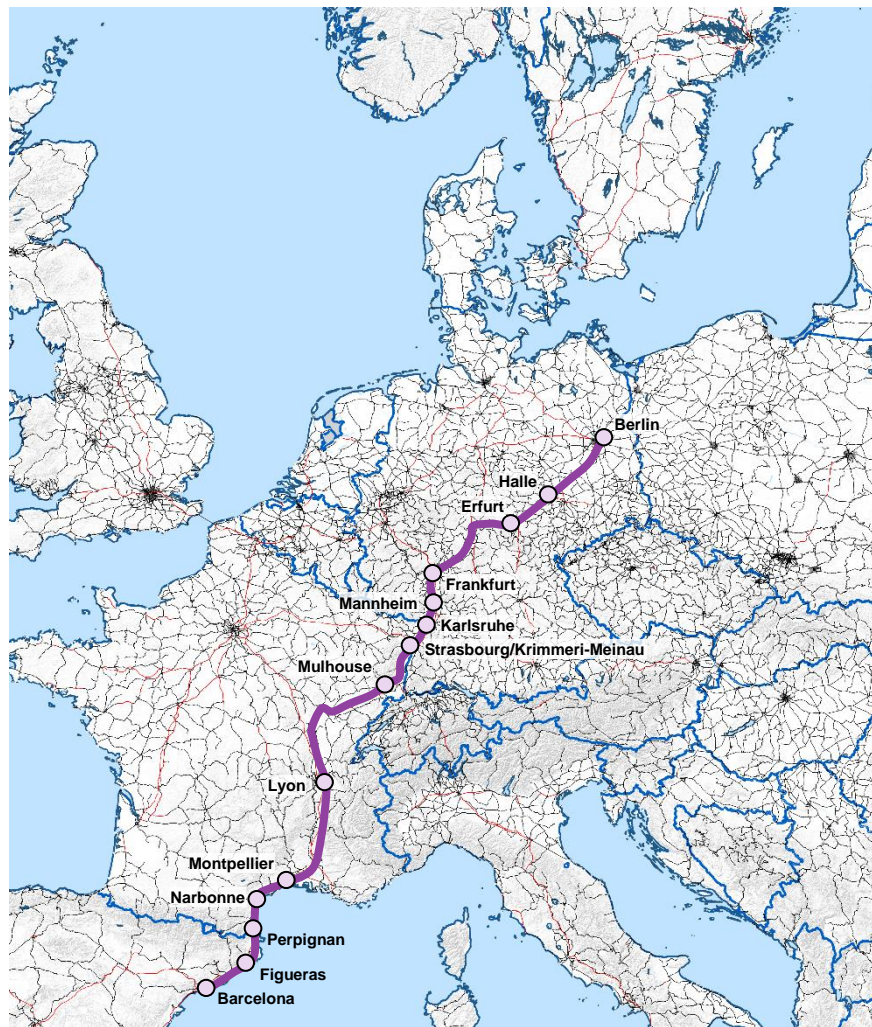 Berlin
Halle
Erfurt
Frankfurt
Mannheim
Karlsruhe
Strasbourg/Krimmeri-Meinau
Mulhouse
Lyon
Montpellier
Narbonne
Perpignan
Figueras
Barcelona